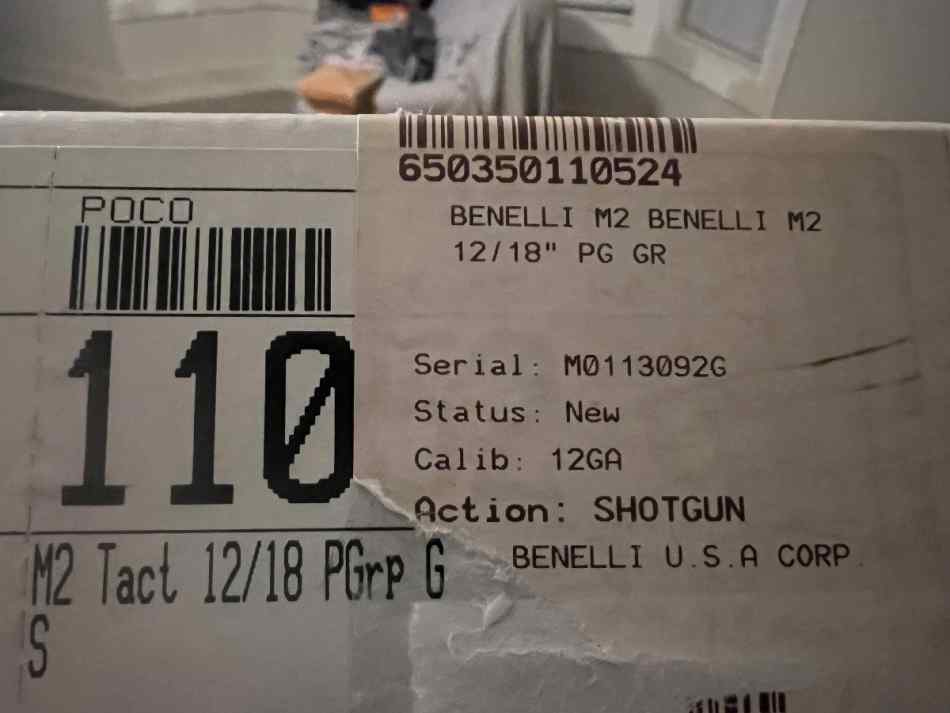 POCO
110
M2 Tact 12/18 PGrp G
S
650350110524
BENELLI M2 BENELLI M2
12/18" PG GR
Serial: M0113092G
Status: New
Calib: 12GA
Action: SHOTGUN
BENELLI U.S.A CORP.